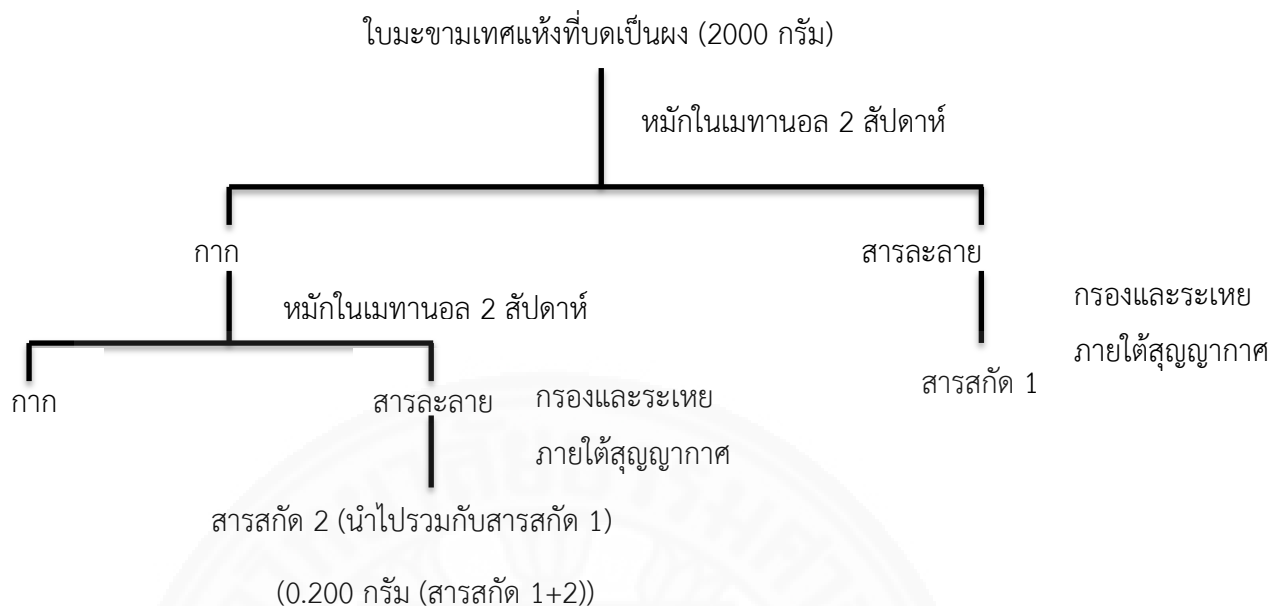 ใบมะขามเทศแห้งที่บดเป็นผง (2000 กรัม)
หมักในเมทานอล 2 สัปดาห์
กาก
สารละลาย
หมักในเมทานอล 2 สัปดาห์
กรองและระเหย
ภายใต้สุญญากาศ
สารสกัด 1
กาก
สารละลาย
กรองและระเหย
ภายใต้สุญญากาศ
สารสกัด 2 (นำไปรวมกับสารสกัด 1)
(0.200 กรัม (สารสกัด 1+2))